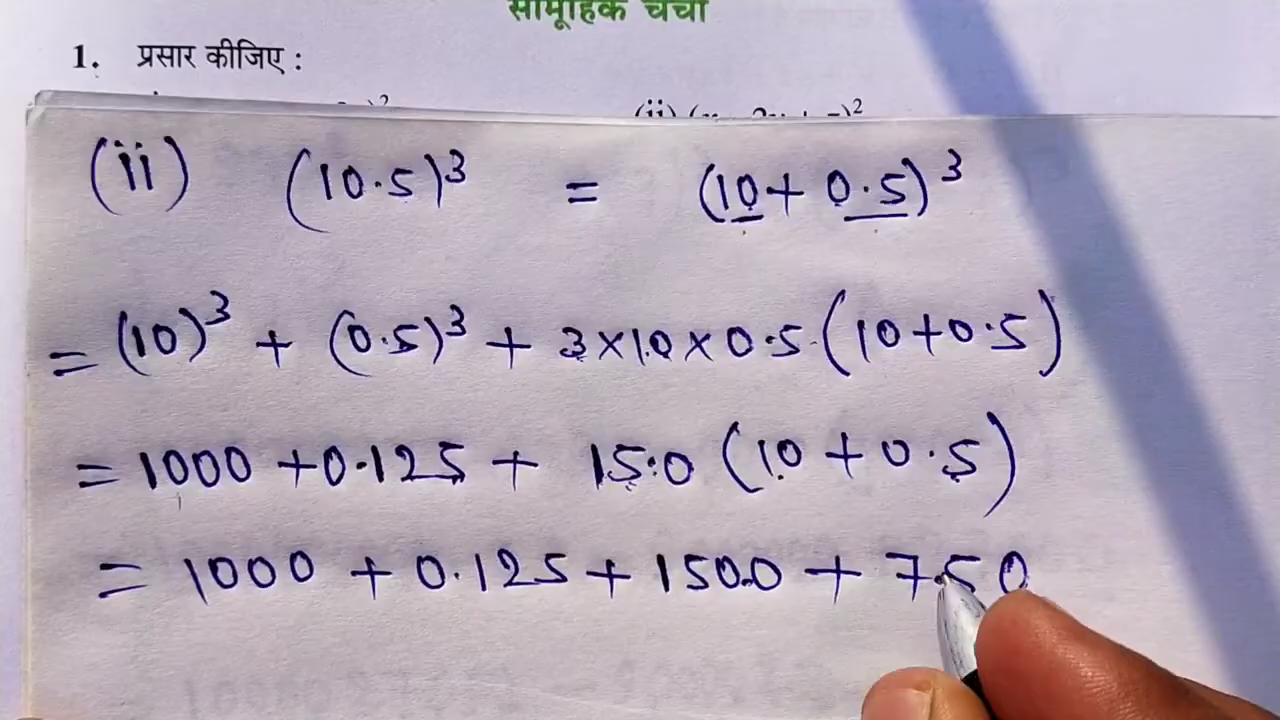 सामूहिक चर्चा
1. प्रसार कीजिए :
(ii) (10.5)³ = (10 + 0.5)³
= (10)³ + (0.5)³ + 3×10×0.5 (10+0.5)
= 1000 + 0.125 + 15.0 (10 + 0.5)
= 1000 + 0.125 + 150.0 + 7.50